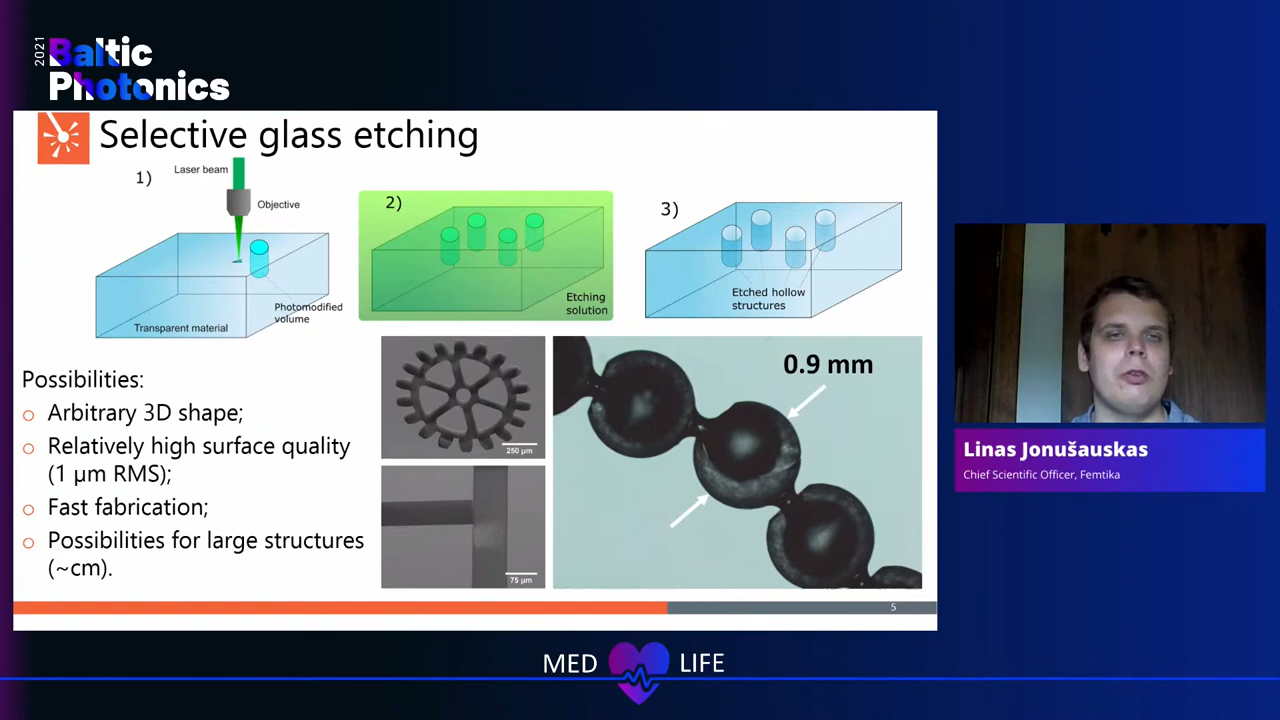 2021
Baltic
Photonics
Selective glass etching
1)
Laser beam
Objective
Photomodified
volume
Transparent material
2)
Etching
solution
3)
Etched hollow
structures
Possibilities:
Arbitrary 3D shape;
Relatively high surface quality
(1 μm RMS);
Fast fabrication;
Possibilities for large structures
(~cm).
250 μm
75 μm
0.9 mm
5
Linas Jonušauskas
Chief Scientific Officer, Femtika
MED LIFE